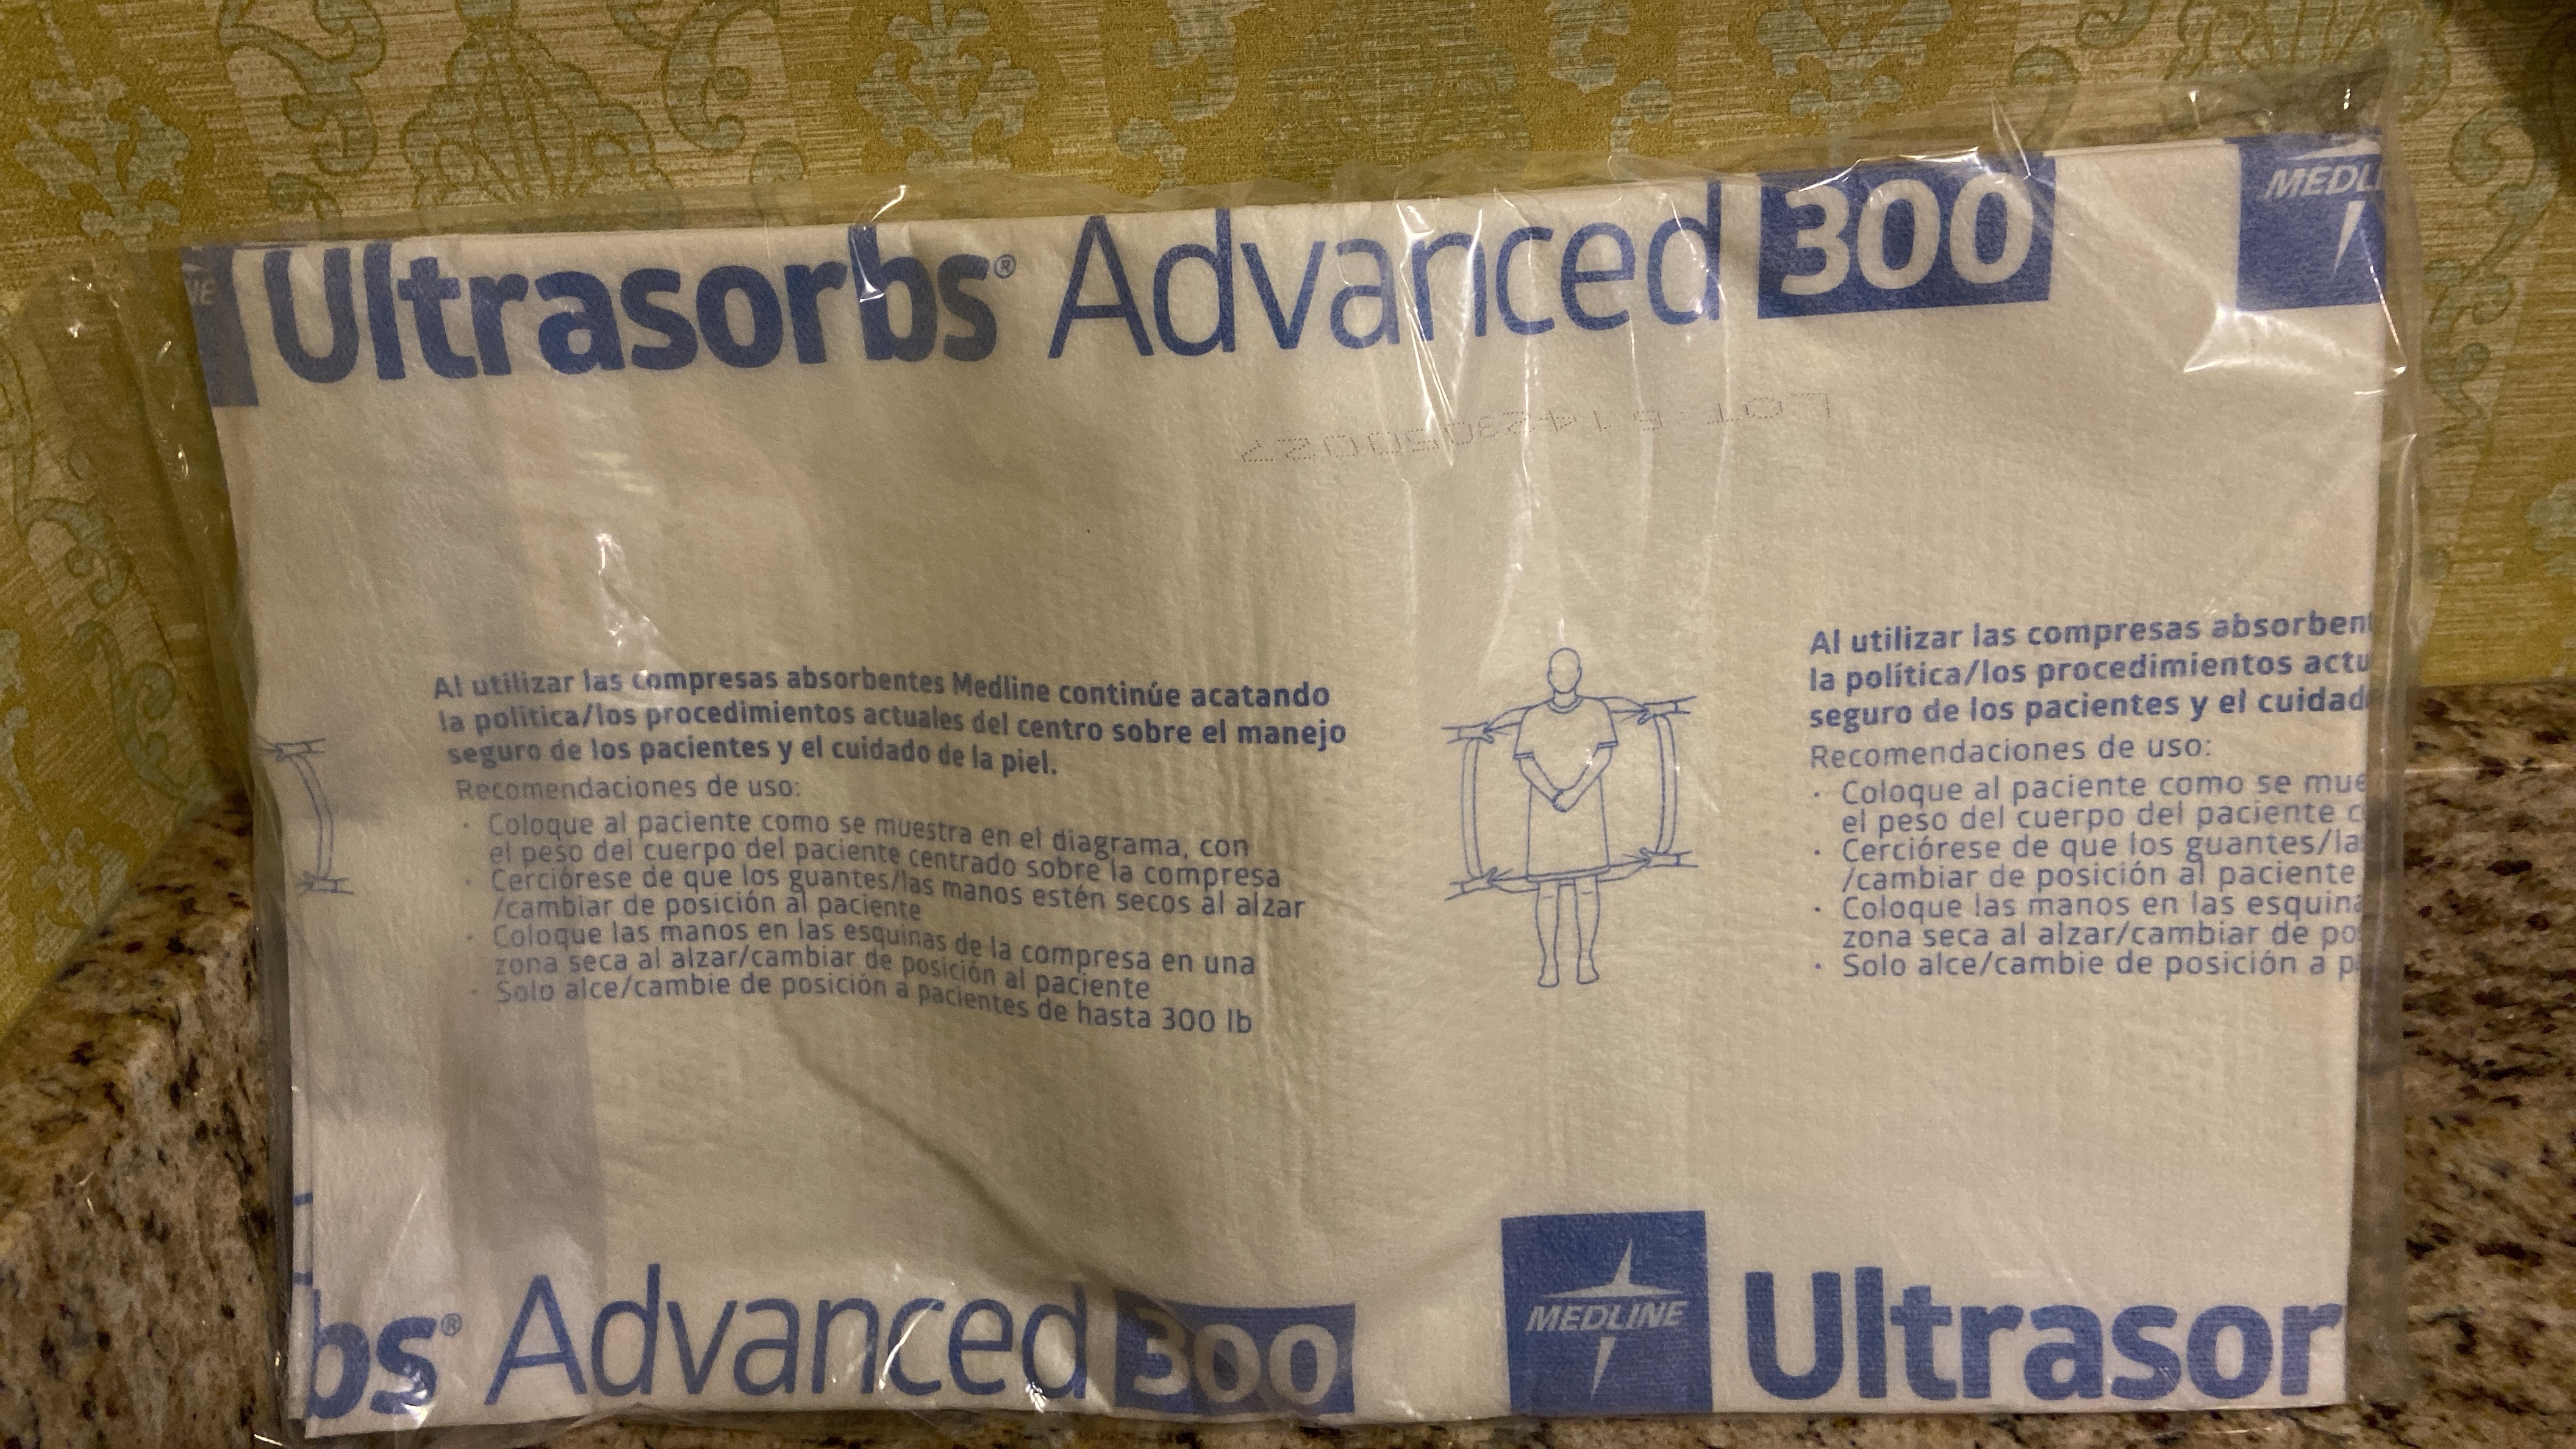 Ultrasorbs® Advanced 300
MEDLI
NE
Al utilizar las compresas absorbentes Medline continúe acatando
la política/los procedimientos actuales del centro sobre el manejo
seguro de los pacientes y el cuidado de la piel.
Recomendaciones de uso:
· Coloque al paciente como se muestra en el diagrama, con
el peso del cuerpo del paciente centrado sobre la compresa
· Cerciórese de que los guantes/las manos estén secos al alzar
/cambiar de posición al paciente
· Coloque las manos en las esquinas de la compresa en una
zona seca al alzar/cambiar de posición al paciente
· Solo alce/cambie de posición a pacientes de hasta 300 lb
Al utilizar las compresas absorbent
la política/los procedimientos actu
seguro de los pacientes y el cuidad
Recomendaciones de uso:
· Coloque al paciente como se mue
el peso del cuerpo del paciente c
· Cerciórese de que los guantes/la
/cambiar de posición al paciente
· Coloque las manos en las esquina
zona seca al alzar/cambiar de po
· Solo alce/cambie de posición a p
bs® Advanced 300
MEDLINE
Ultrasor
LOT